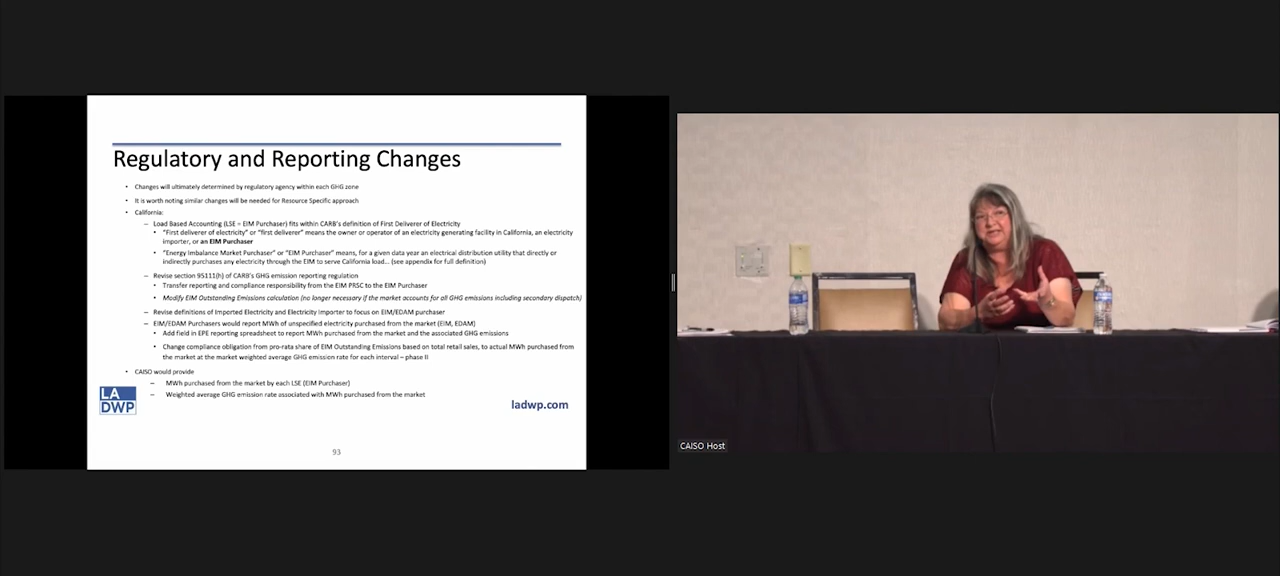 Regulatory and Reporting Changes
• Changes will ultimately determined by regulatory agency within each GHG zone
• It is worth noting similar changes will be needed for Resource Specific approach
• California:
– Load Based Accounting (LSE = EIM Purchaser) fits within CARB's definition of First Deliverer of Electricity
• "First deliverer of electricity" or "first deliverer" means the owner or operator of an electricity generating facility in California, an electricity
importer, or an EIM Purchaser
• "Energy Imbalance Market Purchaser" or "EIM Purchaser" means, for a given data year an electrical distribution utility that directly or
indirectly purchases any electricity through the EIM to serve California load... (see appendix for full definition)
– Revise section 95111(h) of CARB's GHG emission reporting regulation
• Transfer reporting and compliance responsibility from the EIM PRSC to the EIM Purchaser
• Modify EIM Outstanding Emissions calculation (no longer necessary if the market accounts for all GHG emissions including secondary dispatch)
– Revise definitions of Imported Electricity and Electricity Importer to focus on EIM/EDAM purchaser
– EIM/EDAM Purchasers would report MWh of unspecified electricity purchased from the market (EIM, EDAM)
• Add field in EPE reporting spreadsheet to report MWh purchased from the market and the associated GHG emissions
• Change compliance obligation from pro-rata share of EIM Outstanding Emissions based on total retail sales, to actual MWh purchased from
the market at the market weighted average GHG emission rate for each interval – phase II
• CAISO would provide
– MWh purchased from the market by each LSE (EIM Purchaser)
– Weighted average GHG emission rate associated with MWh purchased from the market
LA
DWP
ladwp.com
93
CAISO Host